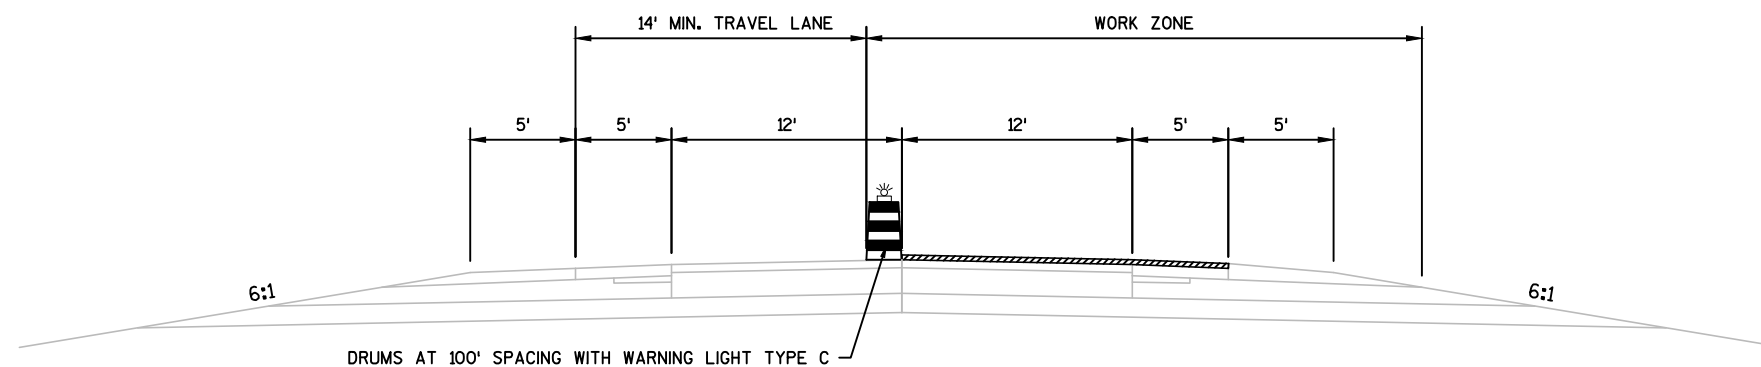 14' MIN. TRAVEL LANE
WORK ZONE
5'
5'
12'
12'
5'
5'
6:1
6:1
DRUMS AT 100' SPACING WITH WARNING LIGHT TYPE C